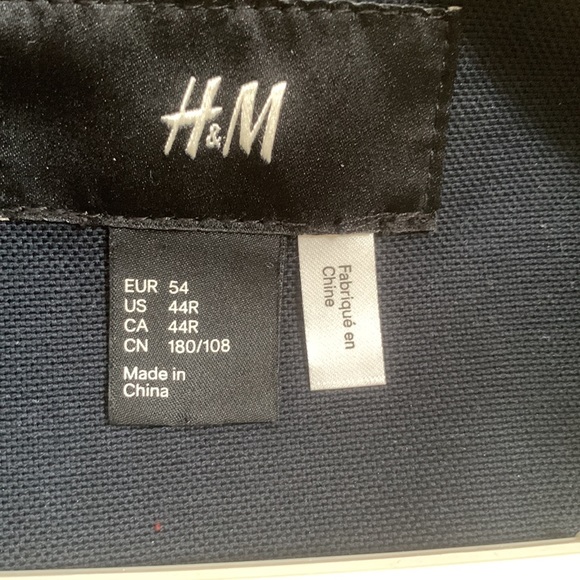 H&M
EUR 54
US 44R
CA 44R
CN 180/108
Made in
China
Fabriqué en
Chine